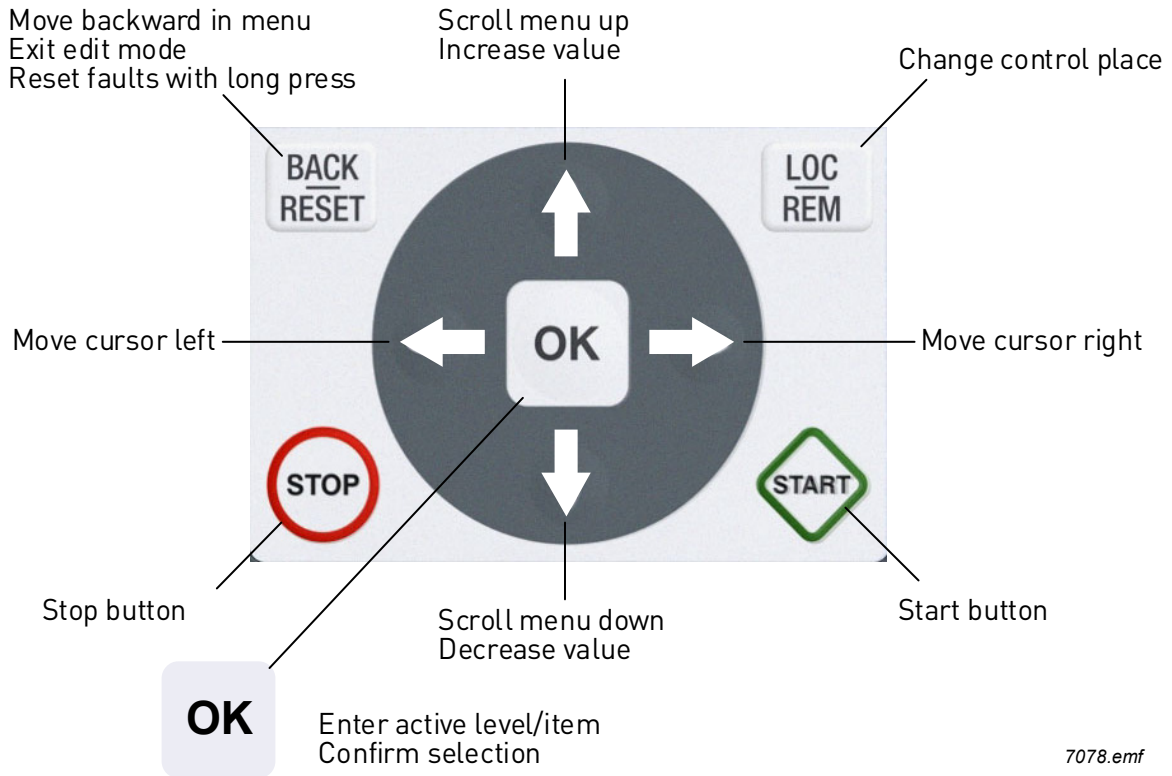 Move backward in menu
Exit edit mode
Reset faults with long press
Scroll menu up
Increase value
Change control place
BACK
RESET
LOC
REM
Move cursor left
OK
Move cursor right
STOP
START
Stop button
Scroll menu down
Decrease value
Start button
OK
Enter active level/item
Confirm selection
7078.emf